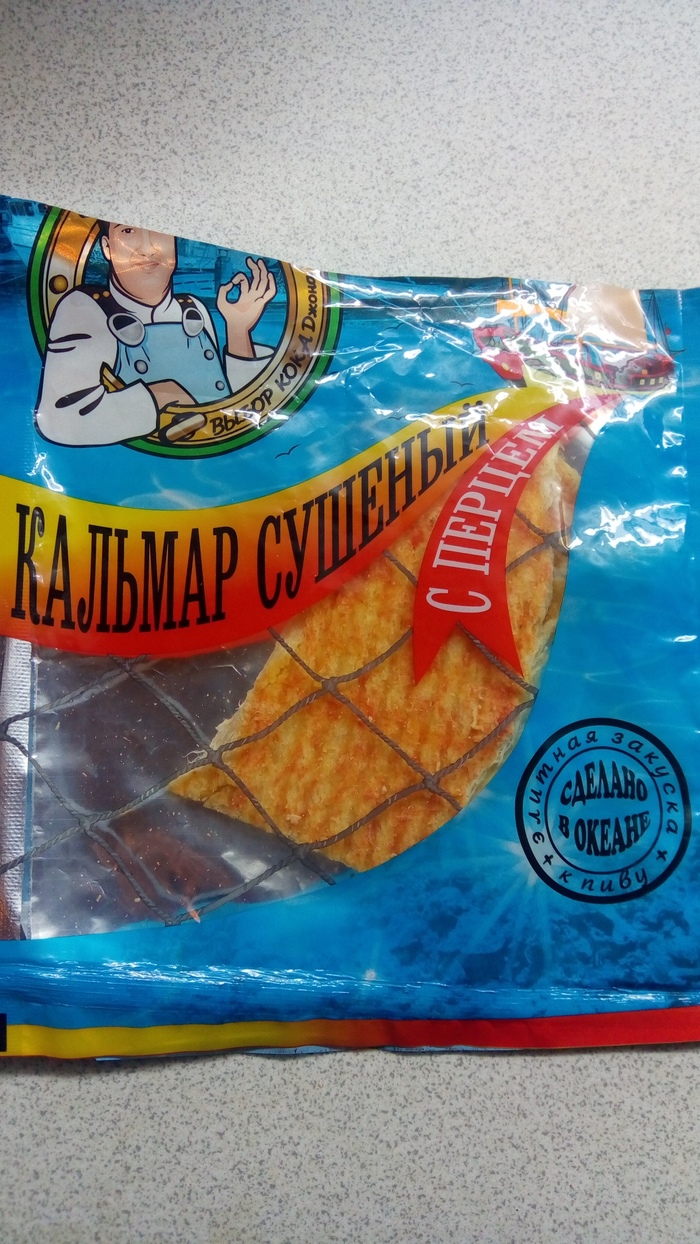 ВЫБОР КОКА Джона
КАЛЬМАР СУШЕНЫЙ
С ПЕРЦЕМ
элитная закуска
СДЕЛАНО
В ОКЕАНЕ
+ к пиву +